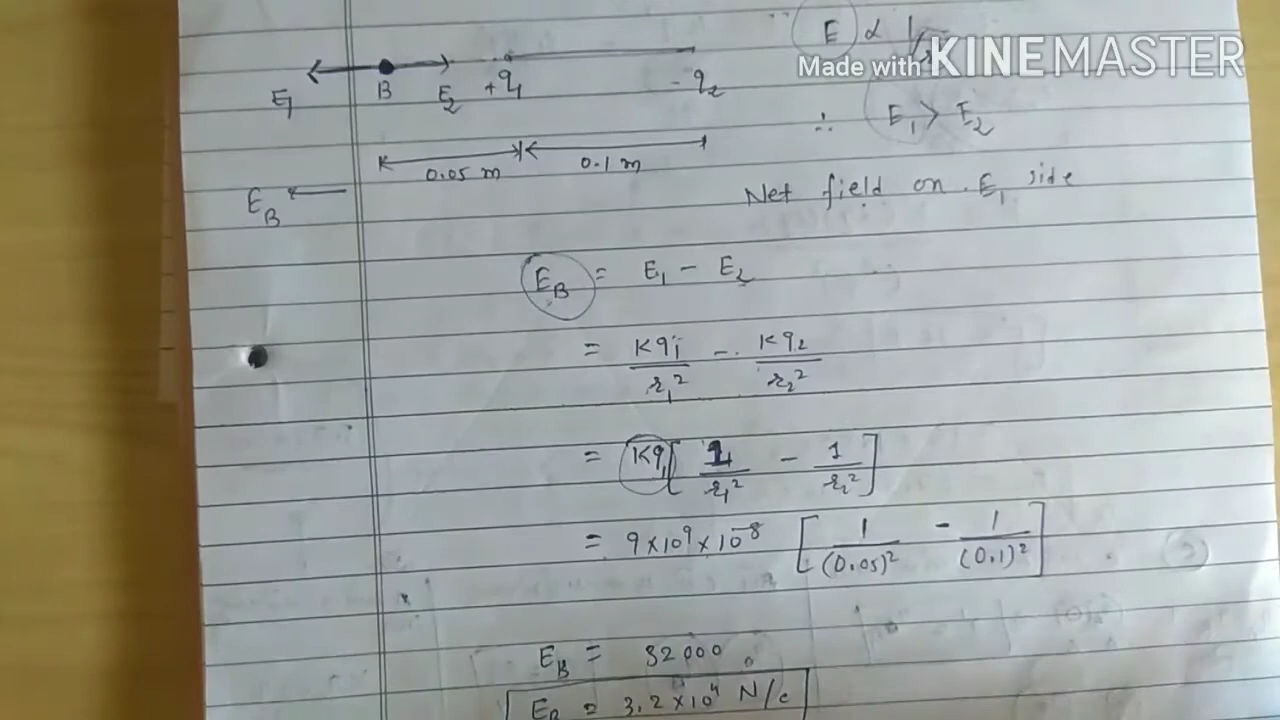 E ∝ 1/r²
Made with KINEMASTER
E₁ B E₂ +q₁ -q₂
∴ E₁ > E₂
0.05 m 0.1 m
E_B
Net field on E₁ side
E_B = E₁ - E₂
= Kq₁/r₁² - Kq₂/r₂²
= Kq₁ [ 1/r₁² - 1/r₂² ]
= 9×10⁹×10⁻⁸ [ 1/(0.05)² - 1/(0.1)² ]
E_B = 32000
E_B = 3.2×10⁴ N/c